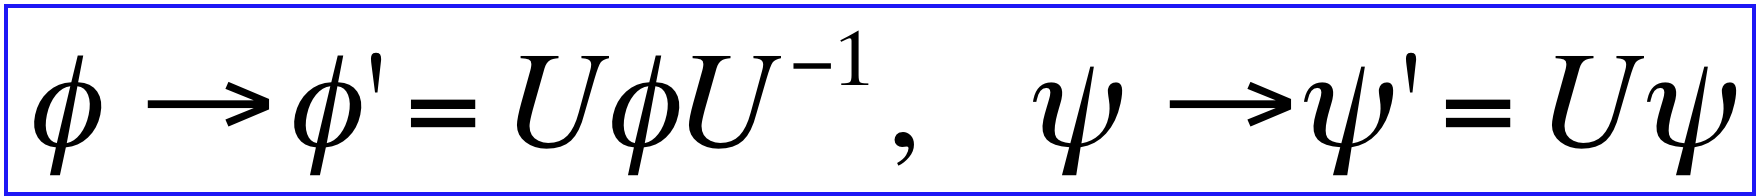 ϕ ⟶ ϕ' = UϕU⁻¹ , ψ ⟶ ψ' = Uψ